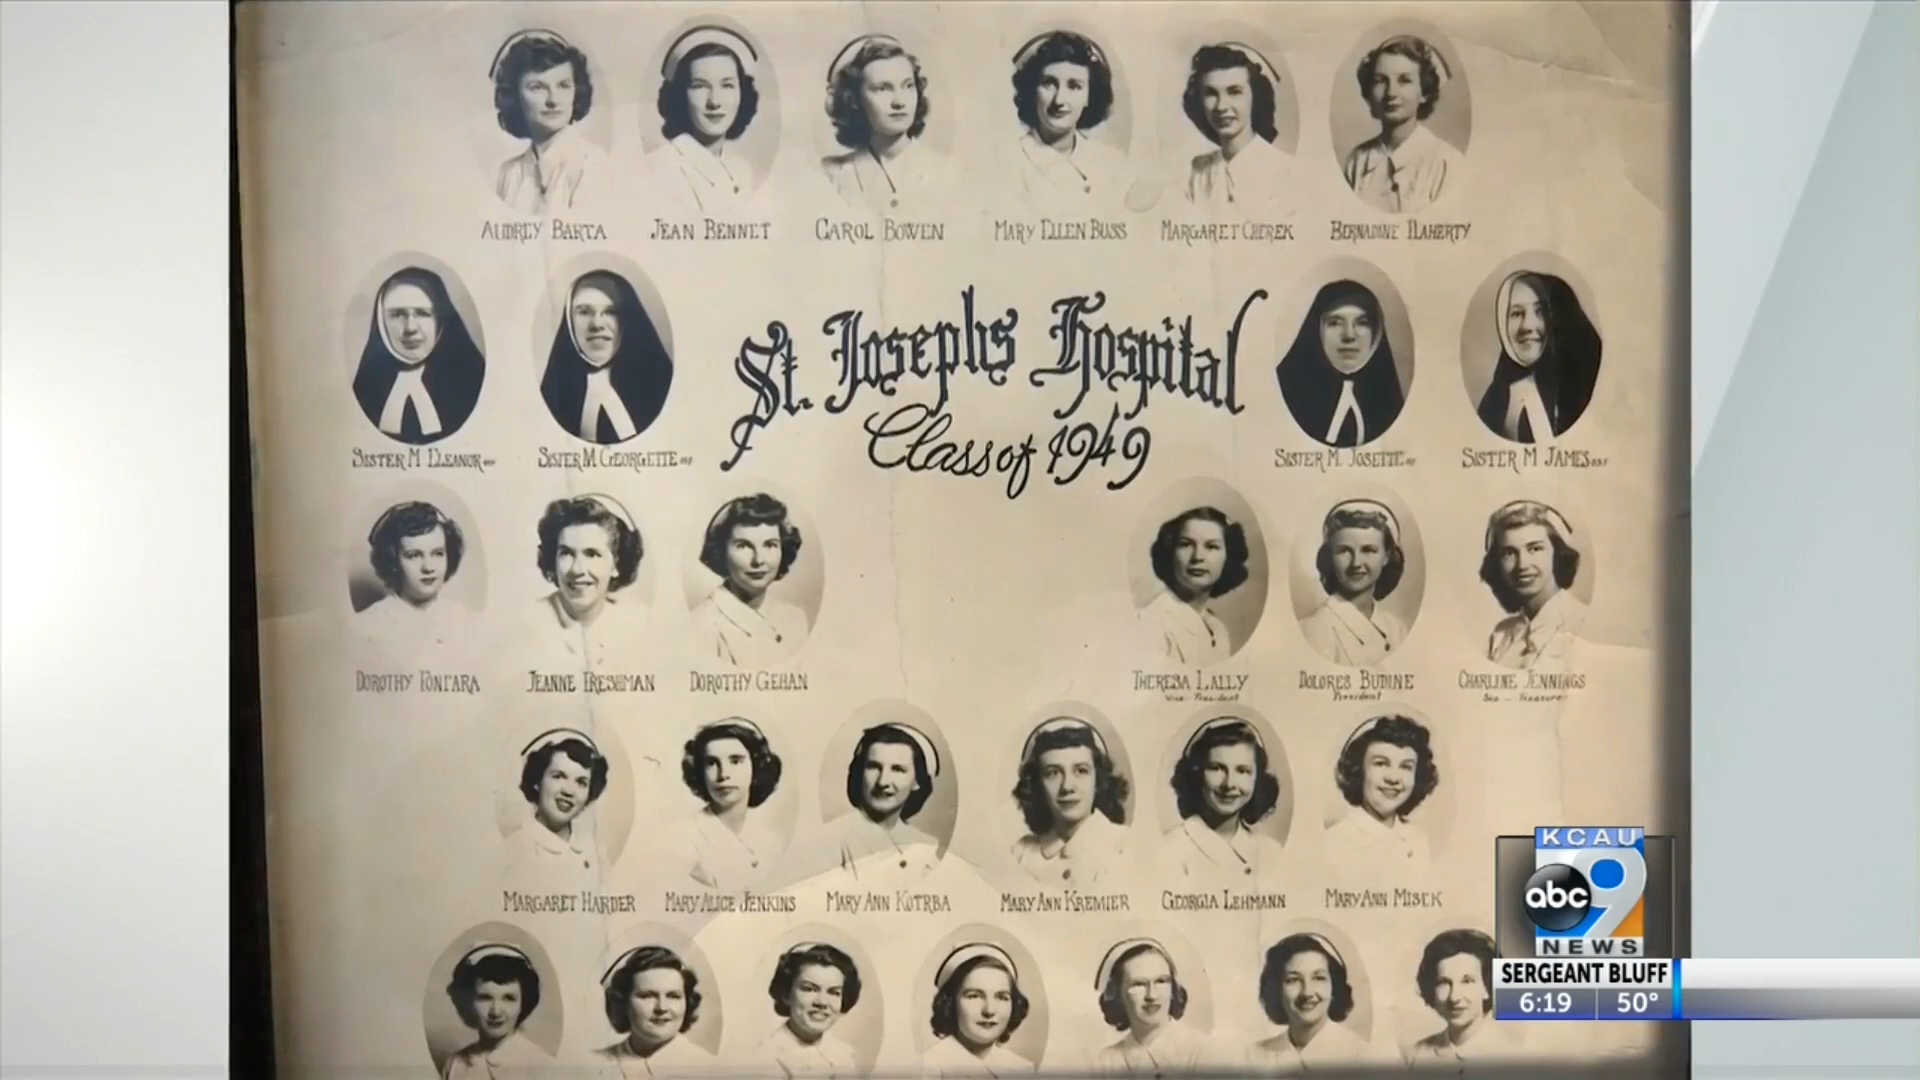 AUDREY BARTA JEAN BENNET CAROL BOWEN MARY ELLEN BUSS MARGARET CHEREK BERNADINE FLAHERTY
St. Josephs Hospital
Class of 1949
SISTER M ELEANOR SISTER M GEORGETTE SISTER M. JOSETTE SISTER M JAMES O.S.F.
DOROTHY FONFARA JEANNE FRESHMAN DOROTHY GEHAN THERESA LALLY DOLORES BUDINE CHARLINE JENNINGS
Vice-President President Sec - Treasurer
MARGARET HARDER MARY ALICE JENKINS MARY ANN KOTRBA MARY ANN KREMIER GEORGIA LEHMANN MARY ANN MISEK
KCAU
abc 9
NEWS
SERGEANT BLUFF
6:19 50°